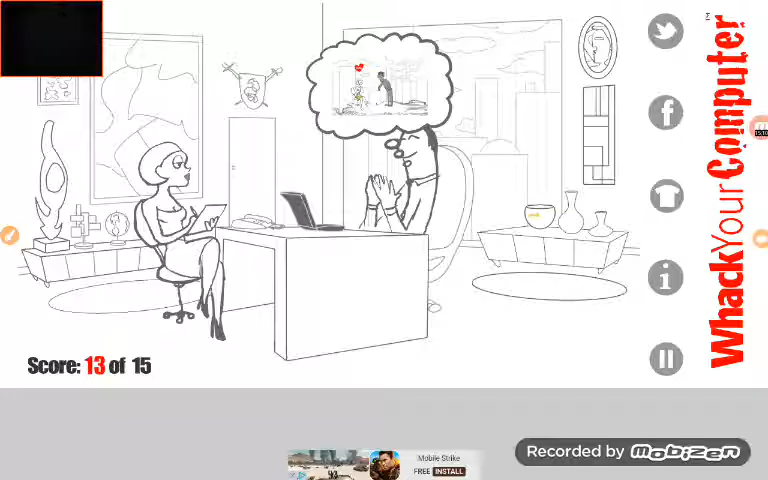 WhackYourComputer
Score: 13 of 15
Mobile Strike
FREE INSTALL
Recorded by MOBIZEN